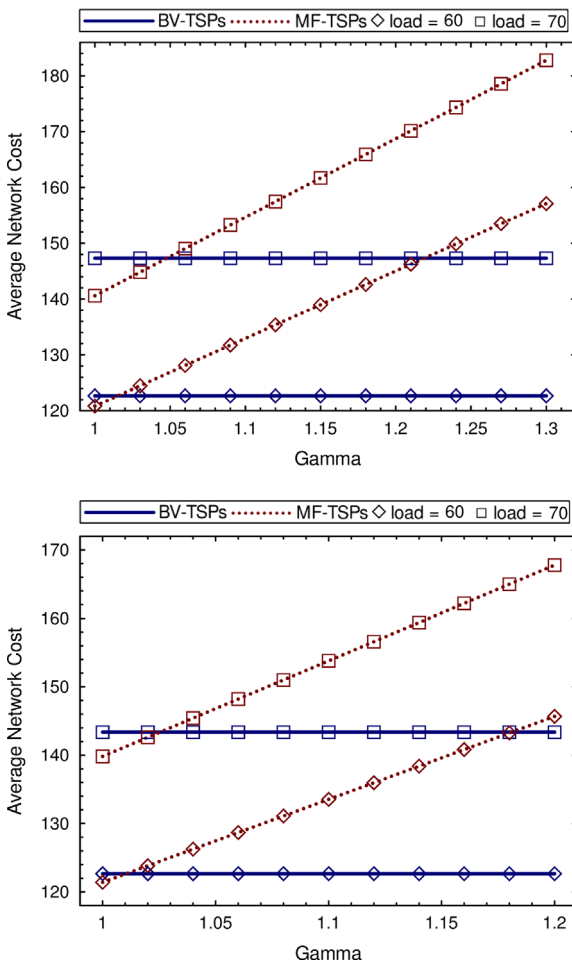 BV-TSPs MF-TSPs load = 60 load = 70
Average Network Cost
180
170
160
150
140
130
120
1 1.05 1.1 1.15 1.2 1.25 1.3
Gamma
BV-TSPs MF-TSPs load = 60 load = 70
Average Network Cost
170
160
150
140
130
120
1 1.05 1.1 1.15 1.2
Gamma